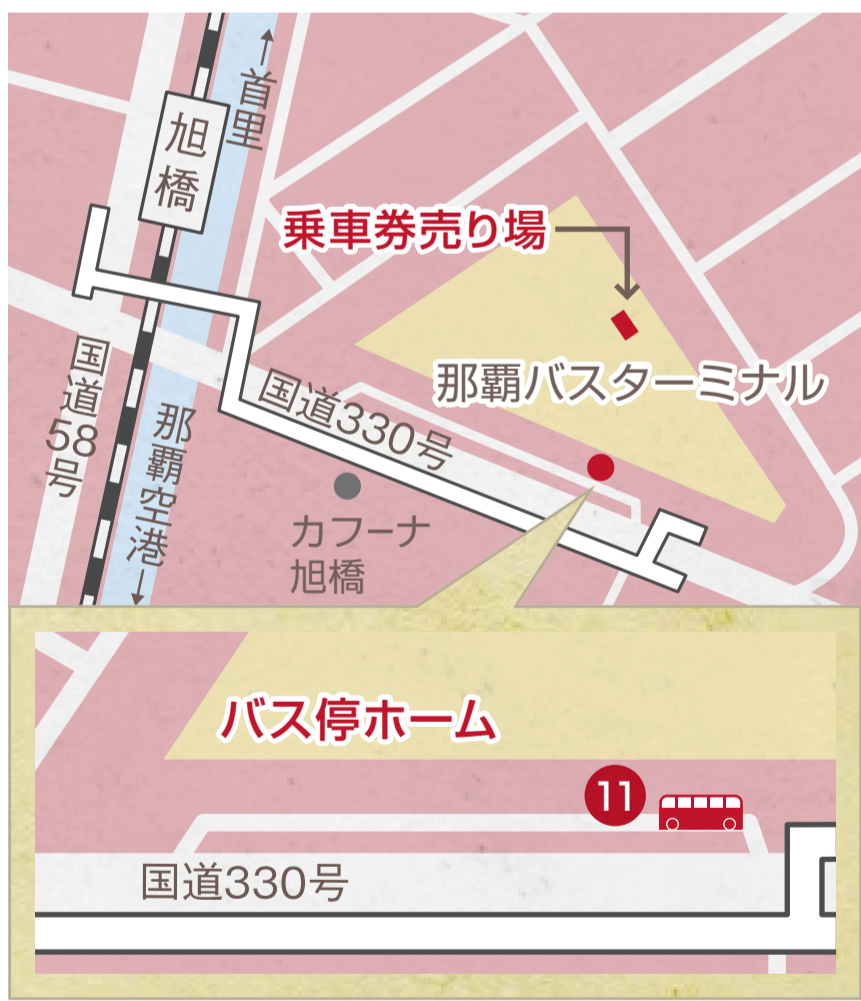 ↑首里
旭橋
乗車券売り場
那覇バスターミナル
国道58号
国道330号
那覇空港↓
カフーナ
旭橋
バス停ホーム
11
国道330号